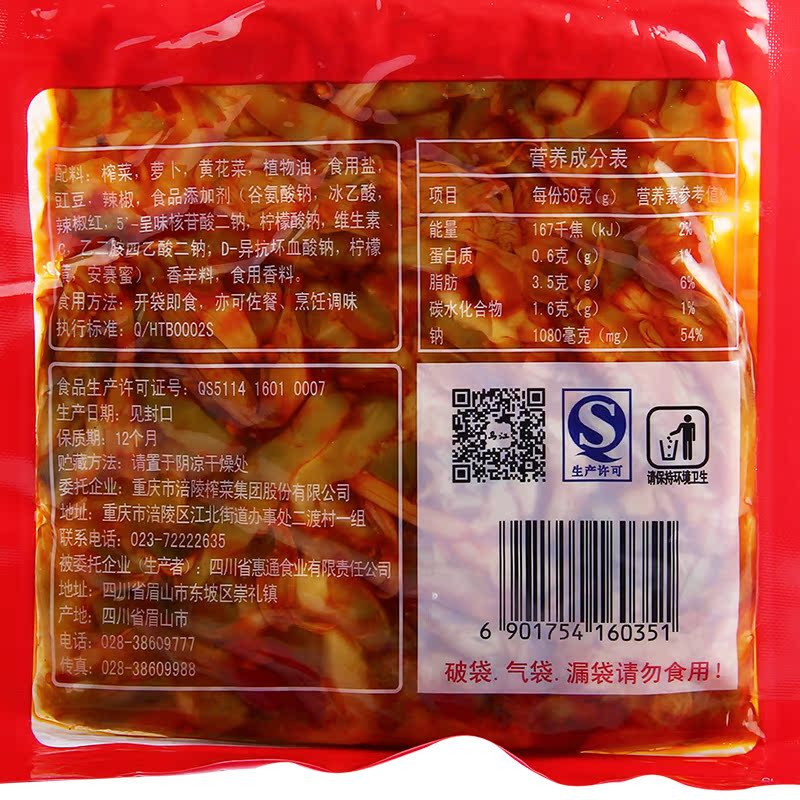 配料：榨菜，萝卜，黄花菜，植物油，食用盐，
豇豆，辣椒，食品添加剂（谷氨酸钠，冰乙酸，
辣椒红，5'-呈味核苷酸二钠，柠檬酸钠，维生素
C，乙二胺四乙酸二钠，D-异抗坏血酸钠，柠檬
，安赛蜜） 香辛料，食用香料。
食用方法：开袋即食，亦可佐餐、烹饪调味
执行标准：Q/HTB0002S
营养成分表
项目 每份50克(g) 营养素参考值%
能量 167千焦(kJ) 2%
蛋白质 0.6克(g) 1%
脂肪 3.5克(g) 6%
碳水化合物 1.6克(g) 1%
钠 1080毫克(mg) 54%
食品生产许可证号：QS5114 1601 0007
生产日期：见封口
保质期：12个月
贮藏方法：请置于阴凉干燥处
委托企业：重庆市涪陵榨菜集团股份有限公司
地址：重庆市涪陵区江北街道办事处二渡村一组
联系电话：023-72222635
被委托企业（生产者）：四川省惠通食业有限责任公司
地址：四川省眉山市东坡区崇礼镇
产地：四川省眉山市
电话：028-38609777
传真：028-38609988
乌江
生产许可
请保持环境卫生
6 901754 160351
破袋.气袋.漏袋请勿食用！